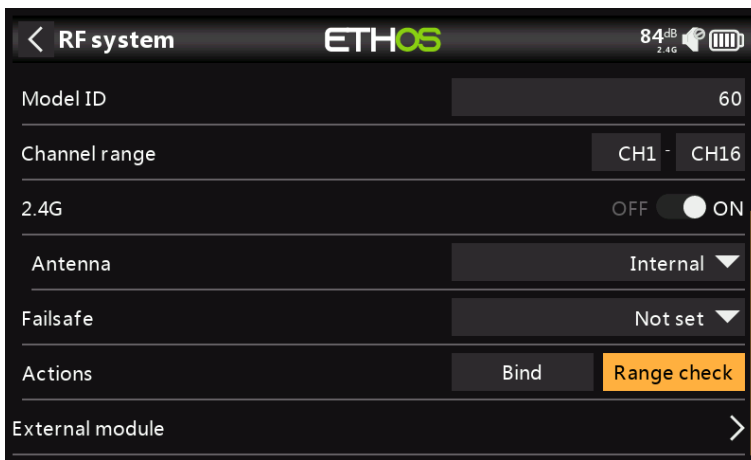 RF system ETHOS 84dB 2.4G
Model ID 60
Channel range CH1 - CH16
2.4G OFF ON
Antenna Internal
Failsafe Not set
Actions Bind Range check
External module